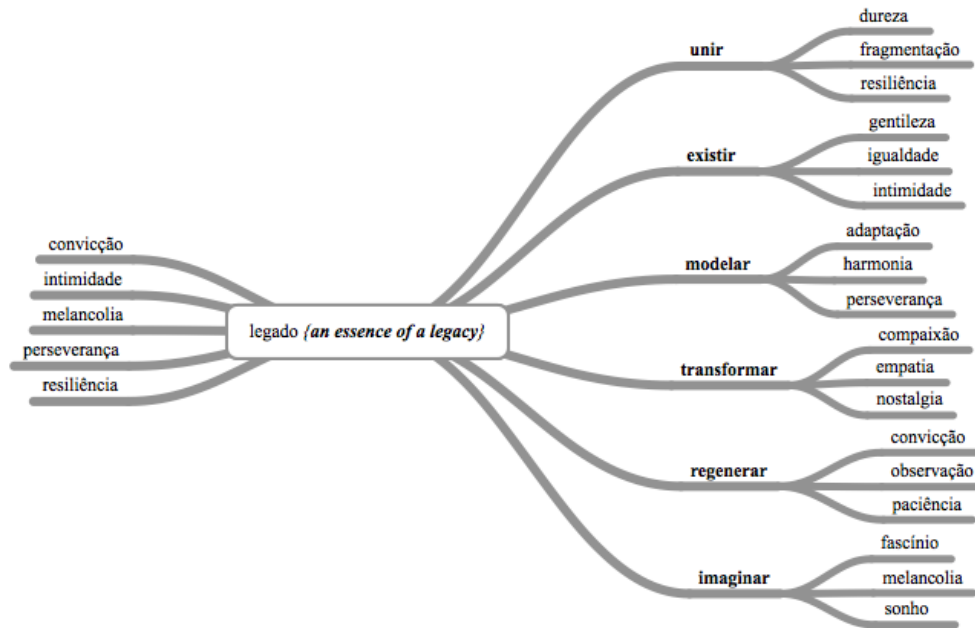 convicção
intimidade
melancolia
perseverança
resiliência
legado {an essence of a legacy}
unir
dureza
fragmentação
resiliência
existir
gentileza
igualdade
intimidade
modelar
adaptação
harmonia
perseverança
transformar
compaixão
empatia
nostalgia
regenerar
convicção
observação
paciência
imaginar
fascínio
melancolia
sonho